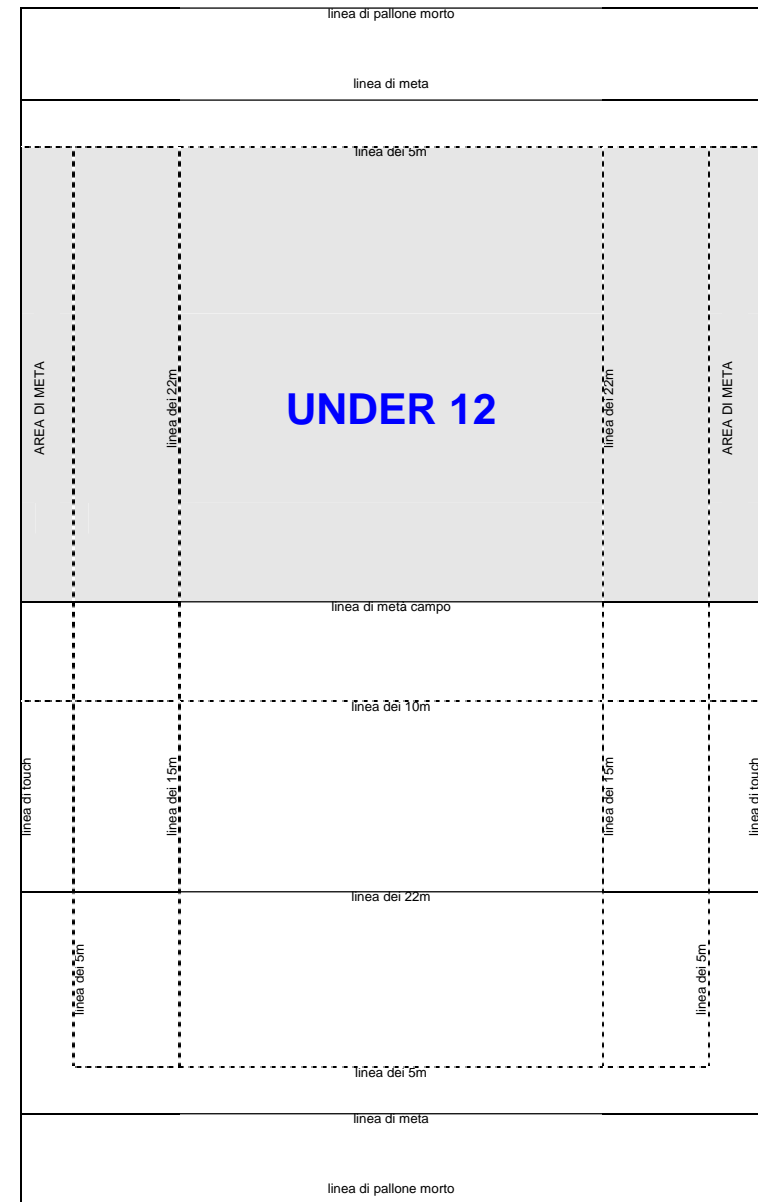 linea di pallone morto
linea di meta
linea dei 5m
AREA DI META
linea dei 22m
UNDER 12
linea dei 22m
AREA DI META
linea di metà campo
linea dei 10m
linea di touch
linea dei 15m
linea dei 15m
linea di touch
linea dei 22m
linea dei 5m
linea dei 5m
linea dei 5m
linea di meta
linea di pallone morto